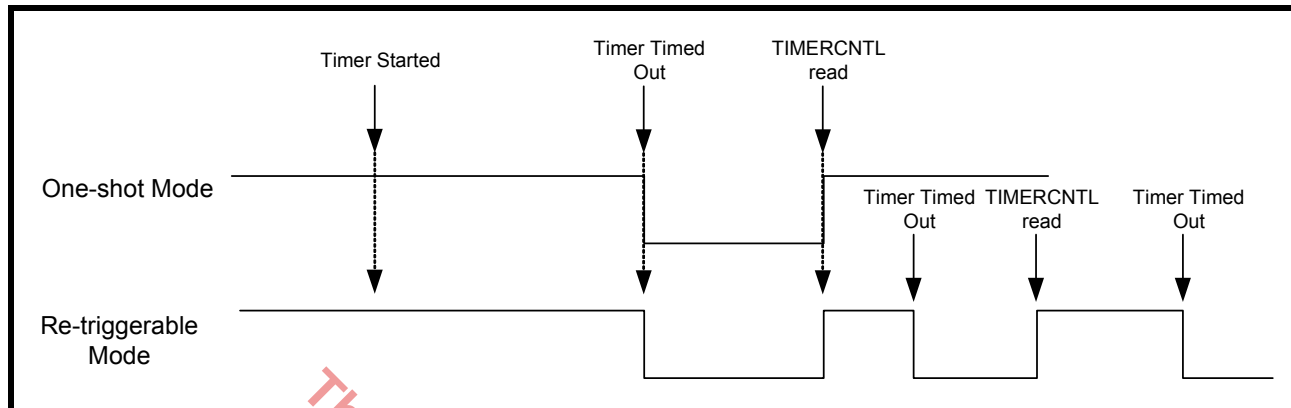 Timer Started
Timer Timed
Out
TIMERCNTL
read
One-shot Mode
Timer Timed
Out
TIMERCNTL
read
Timer Timed
Out
Re-triggerable
Mode
Th